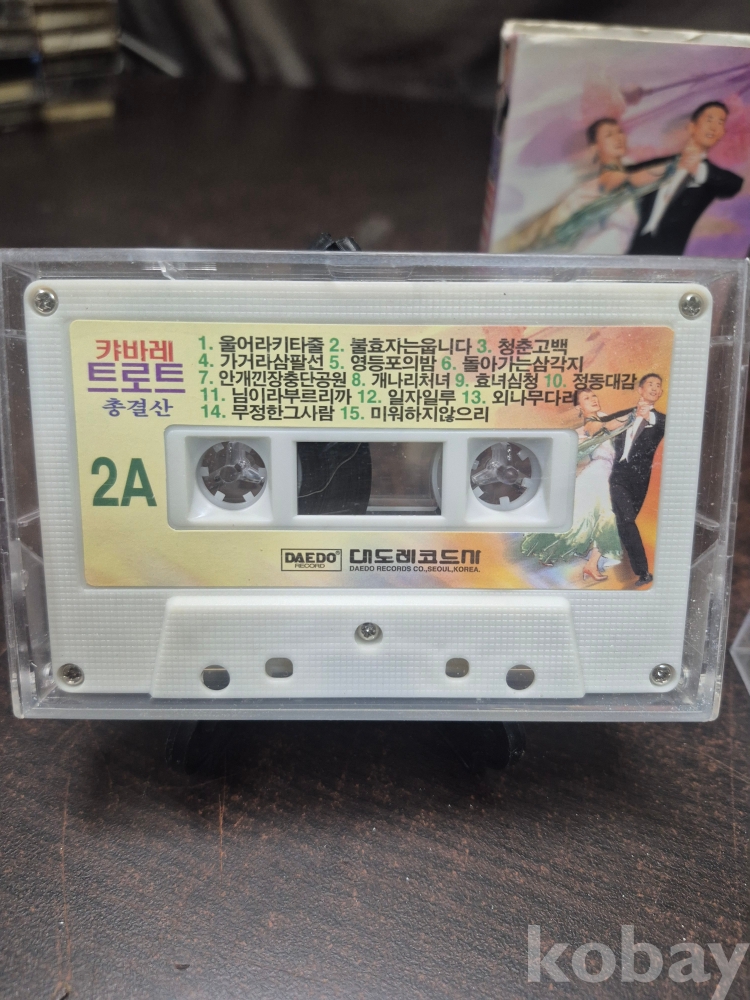 캬바레
트로트
총결산
2A
1. 울어라키타줄 2. 불효자는웁니다 3. 청춘고백
4. 가거라삼팔선 5. 영등포의밤 6. 돌아가는삼각지
7. 안개낀장충단공원 8. 개나리처녀 9. 효녀심청 10. 정동대감
11. 님이라부르리까 12. 일자일루 13. 외나무다리
14. 무정한그사람 15. 미워하지않으리
DAEDO®
RECORD
대도레코드사
DAEDO RECORDS CO.,SEOUL,KOREA.
kobay